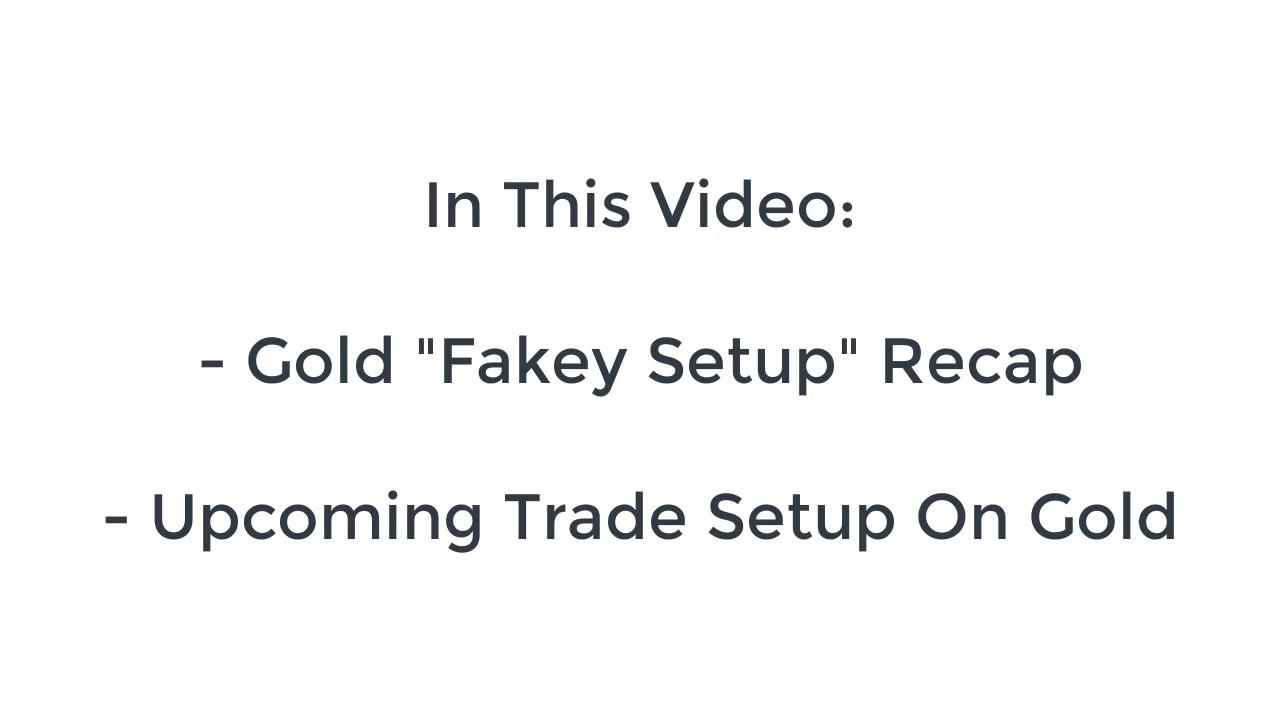 In This Video:
- Gold "Fakey Setup" Recap
- Upcoming Trade Setup On Gold